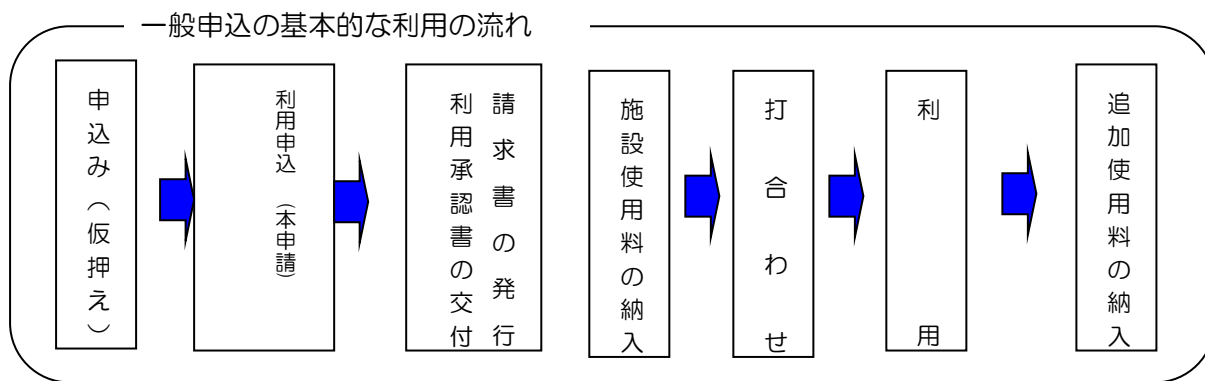 一般申込の基本的な利用の流れ
申込み（仮押え）
利用申込（本申請）
請求書の発行
利用承認書の交付
施設使用料の納入
打合わせ
利用
追加使用料の納入